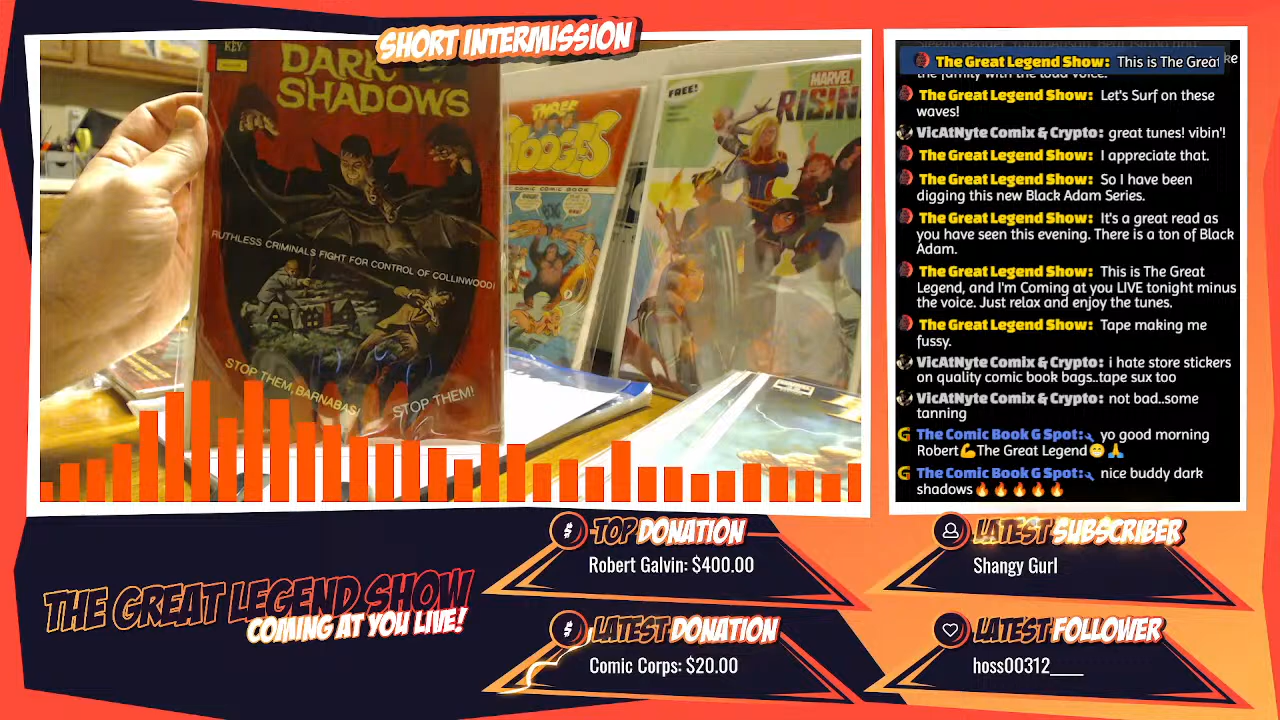 SHORT INTERMISSION
KEY
DARK
SHADOWS
RUTHLESS CRIMINALS FIGHT FOR CONTROL OF COLLINWOOD!
STOP THEM, BARNABAS!
STOP THEM!
THREE
STOOGES
COMIC COMIC BOOK
FREE!
MARVEL
RISING
The Great Legend Show: This is The Great
the family with the loud voice.
The Great Legend Show: Let's Surf on these
waves!
VicAtNyte Comix & Crypto: great tunes! vibin'!
The Great Legend Show: I appreciate that.
The Great Legend Show: So I have been
digging this new Black Adam Series.
The Great Legend Show: It's a great read as
you have seen this evening. There is a ton of Black
Adam.
The Great Legend Show: This is The Great
Legend, and I'm Coming at you LIVE tonight minus
the voice. Just relax and enjoy the tunes.
The Great Legend Show: Tape making me
fussy.
VicAtNyte Comix & Crypto: i hate store stickers
on quality comic book bags..tape sux too
VicAtNyte Comix & Crypto: not bad..some
tanning
The Comic Book G Spot: yo good morning
Robert💪The Great Legend😁🙏
The Comic Book G Spot: nice buddy dark
shadows🔥🔥🔥🔥🔥
THE GREAT LEGEND SHOW
COMING AT YOU LIVE!
TOP DONATION
Robert Galvin: $400.00
LATEST DONATION
Comic Corps: $20.00
LATEST SUBSCRIBER
Shangy Gurl
LATEST FOLLOWER
hoss00312____